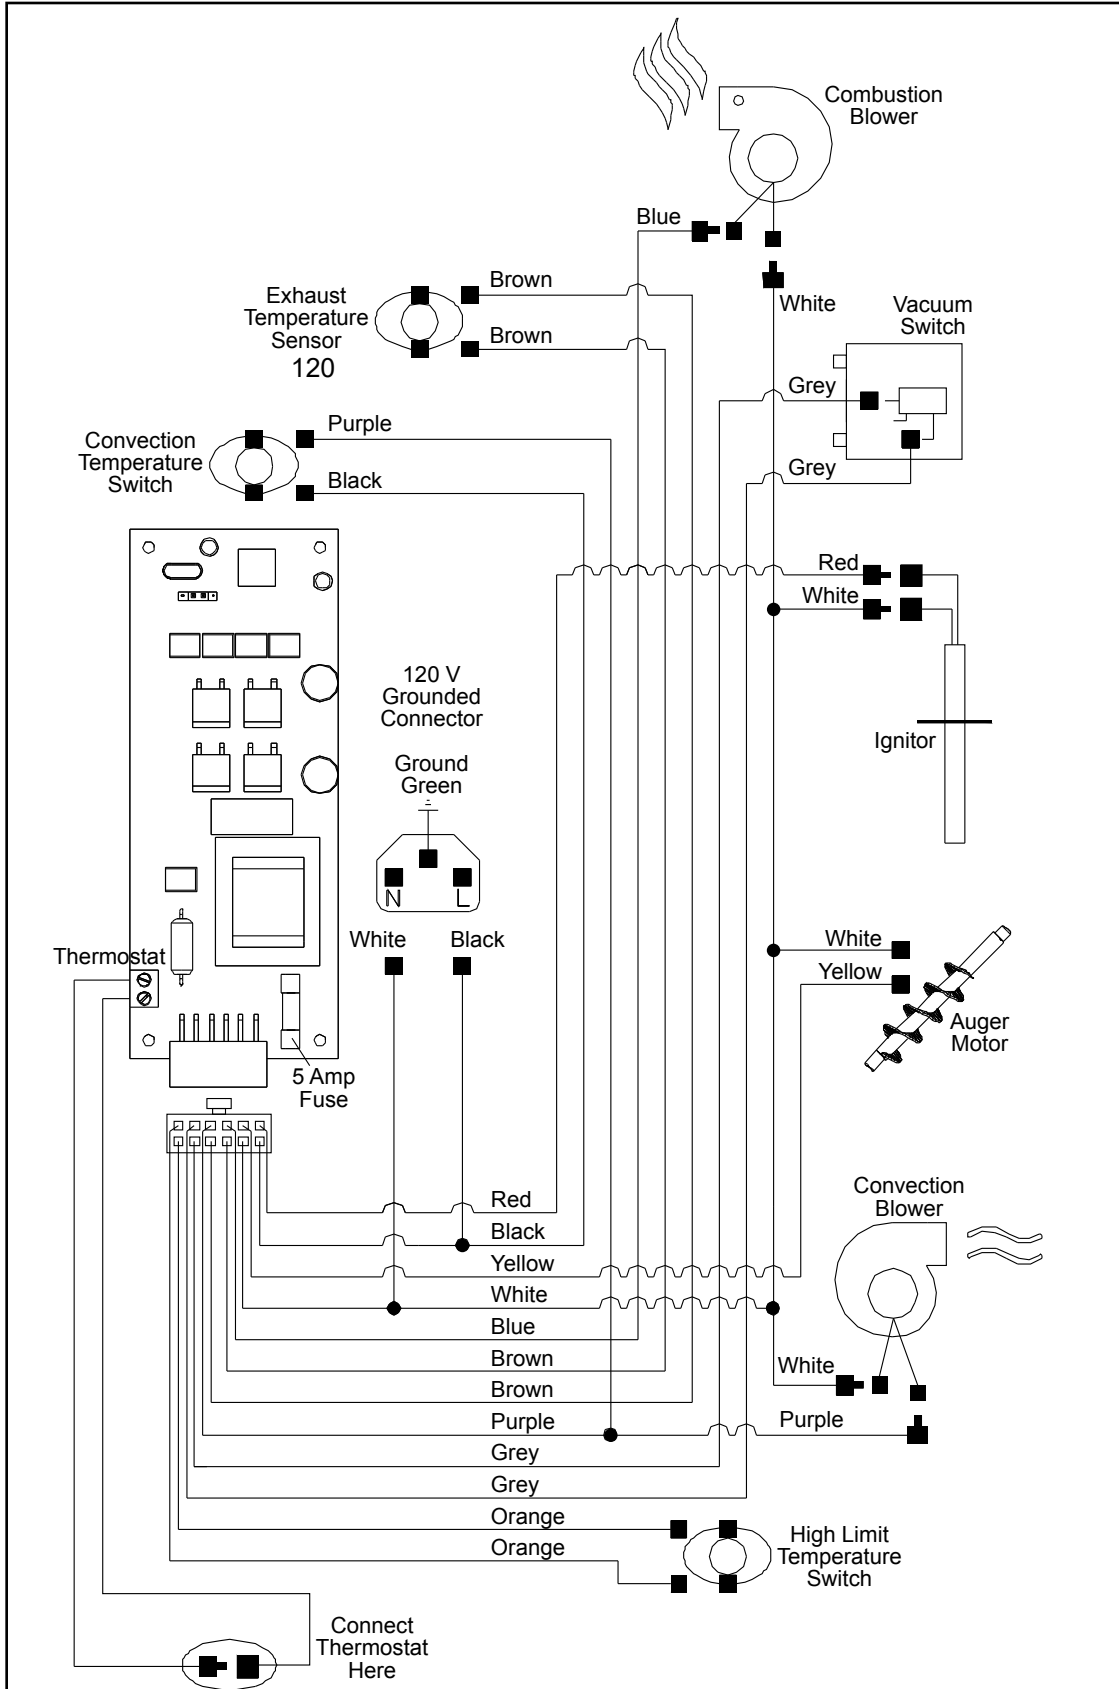 Combustion
Blower
Blue
White
Exhaust
Temperature
Sensor
120
Brown
Brown
Vacuum
Switch
Grey
Grey
Convection
Temperature
Switch
Purple
Black
Red
White
Ignitor
120 V
Grounded
Connector
Ground
Green
N
L
White
Black
Thermostat
5 Amp
Fuse
White
Yellow
Auger
Motor
Convection
Blower
White
Purple
Red
Black
Yellow
White
Blue
Brown
Brown
Purple
Grey
Grey
Orange
Orange
High Limit
Temperature
Switch
Connect
Thermostat
Here